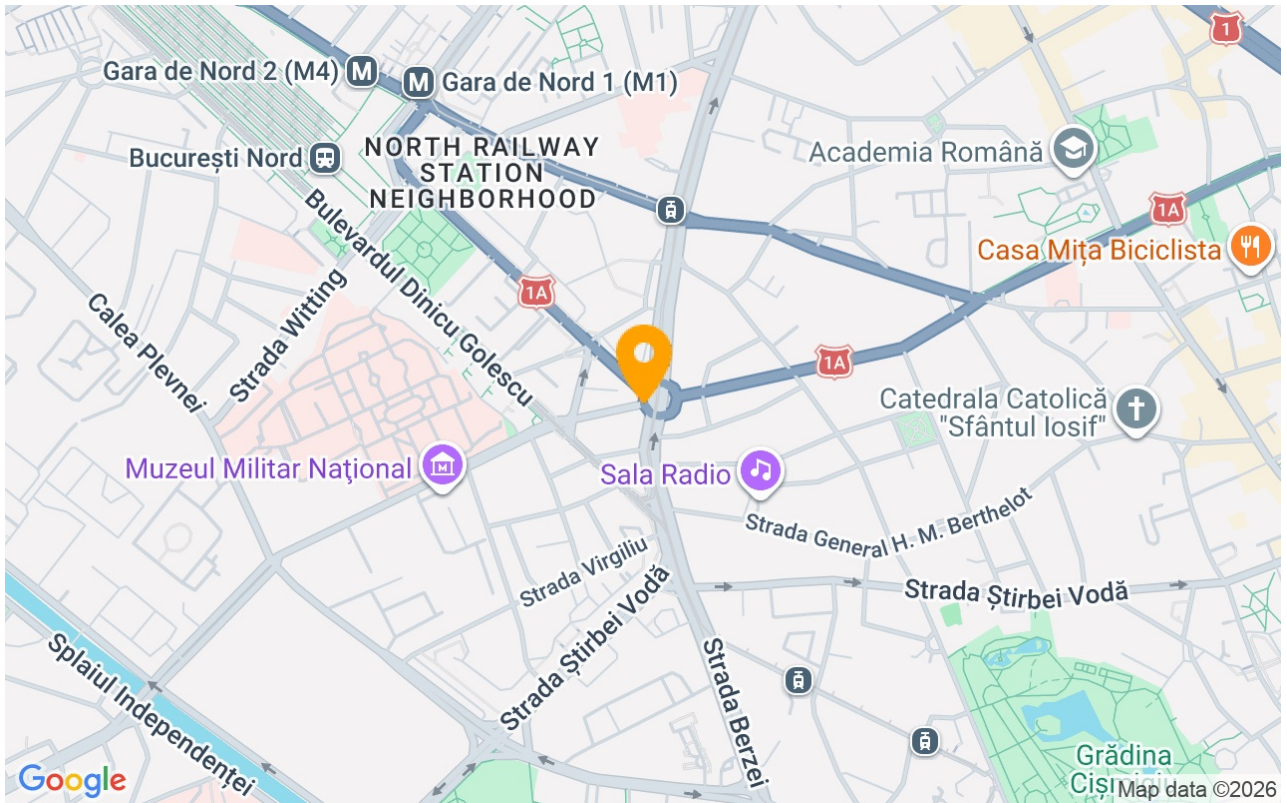 1
Gara de Nord 2 (M4)
M
M
Gara de Nord 1 (M1)
București Nord
NORTH RAILWAY
STATION
NEIGHBORHOOD
Academia Română
1A
Casa Mița Biciclista
Bulevardul Dinicu Golescu
Strada Witting
Calea Plevnei
1A
1A
Catedrala Catolică
"Sfântul Iosif"
Muzeul Militar Naţional
M
Sala Radio
Strada General H. M. Berthelot
Strada Virgiliu
Strada Știrbei Vodă
Strada Știrbei Vodă
Splaiul Independenței
Strada Berzei
Grădina
Google
Map data ©2026